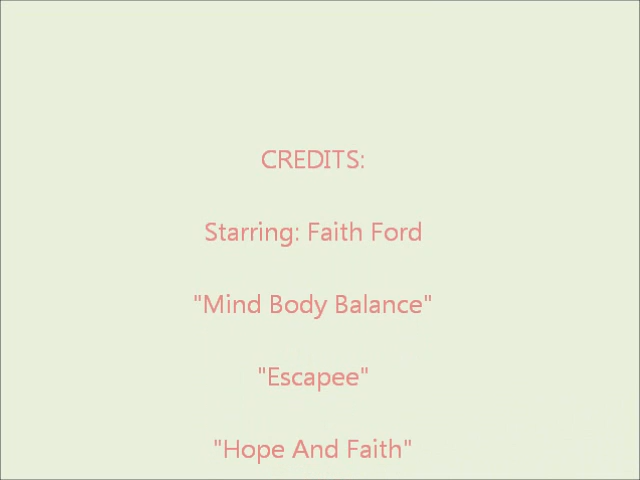 CREDITS:
Starring: Faith Ford
"Mind Body Balance"
"Escapee"
"Hope And Faith"